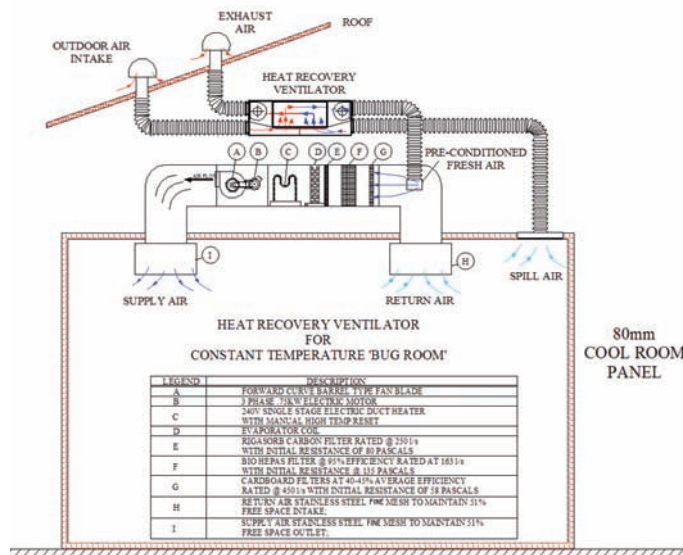 EXHAUST
AIR
ROOF
OUTDOOR AIR
INTAKE
HEAT RECOVERY
VENTILATOR
A
B
C
D
E
F
G
PRE-CONDITIONED
FRESH AIR
AIR FLOW
I
H
SUPPLY AIR
RETURN AIR
SPILL AIR
HEAT RECOVERY VENTILATOR
FOR
CONSTANT TEMPERATURE 'BUG ROOM'
80mm
COOL ROOM
PANEL
LEGEND DESCRIPTION
A FORWARD CURVE BARREL TYPE FAN BLADE
B 3 PHASE .75KW ELECTRIC MOTOR
C 240V SINGLE STAGE ELECTRIC DUCT HEATER
WITH MANUAL HIGH TEMP RESET
D EVAPORATOR COIL
E RIGASORB CARBON FILTER RATED @ 250 l/s
WITH INITIAL RESISTANCE OF 80 PASCALS
F BIO HEPAS FILTER @ 95% EFFICIENCY RATED AT 163 l/s
WITH INITIAL RESISTANCE @ 135 PASCALS
G CARDBOARD FILTERS AT 40-45% AVERAGE EFFICIENCY
RATED @ 450 l/s WITH INITIAL RESISTANCE OF 58 PASCALS
H RETURN AIR STAINLESS STEEL FINE MESH TO MAINTAIN 51%
FREE SPACE INTAKE;
I SUPPLY AIR STAINLESS STEEL FINE MESH TO MAINTAIN 51%
FREE SPACE OUTLET;